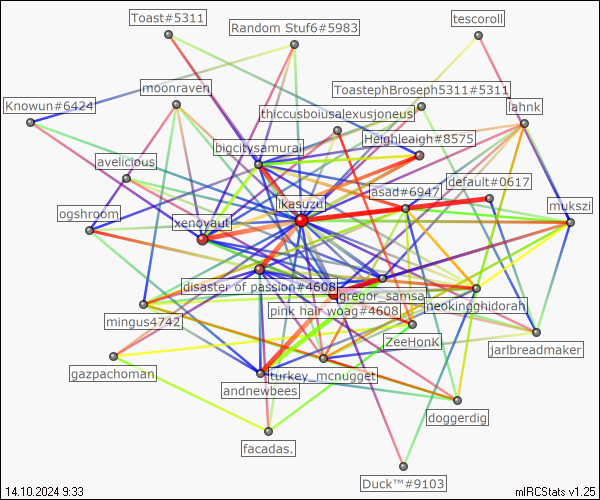 Toast#5311
Random Stuf6#5983
tescoroll
moonraven
ToastephBroseph5311#5311
Knowun#6424
thiccusboiusalexusjoneus
lahnk
Heighleaigh#8575
bigcitysamurai
avelicious
default#0617
asad#6947
ikasuzu
mukszi
ogshroom
xenoyaut
disaster of passion#4608
gregor_samsa
pink hair woag#4608
neokingghidorah
mingus4742
ZeeHonk
jarlbreadmaker
gazpachoman
turkey_mcnugget
andnewbees
doggerdig
facadas.
Duck™#9103
14.10.2024 9:33
mIRCStats v1.25